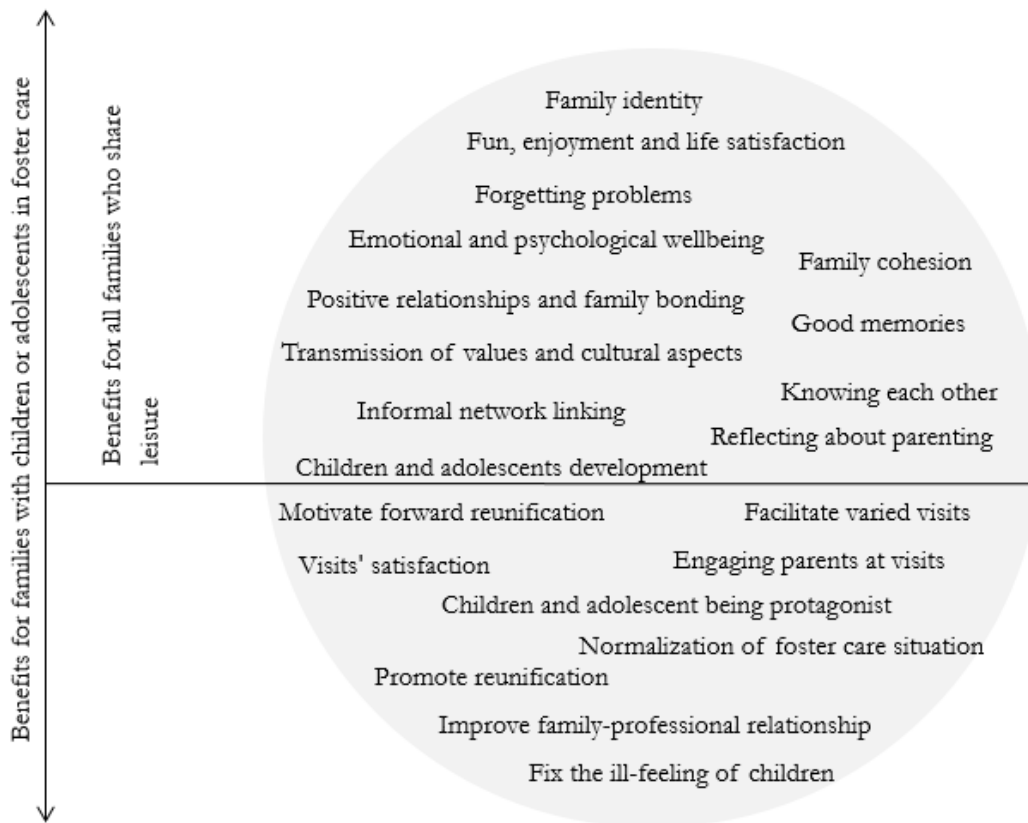 Benefits for families with children or adolescents in foster care
Benefits for all families who share
leisure
Family identity
Fun, enjoyment and life satisfaction
Forgetting problems
Emotional and psychological wellbeing
Family cohesion
Positive relationships and family bonding
Good memories
Transmission of values and cultural aspects
Knowing each other
Informal network linking
Reflecting about parenting
Children and adolescents development
Motivate forward reunification
Facilitate varied visits
Visits' satisfaction
Engaging parents at visits
Children and adolescent being protagonist
Normalization of foster care situation
Promote reunification
Improve family-professional relationship
Fix the ill-feeling of children